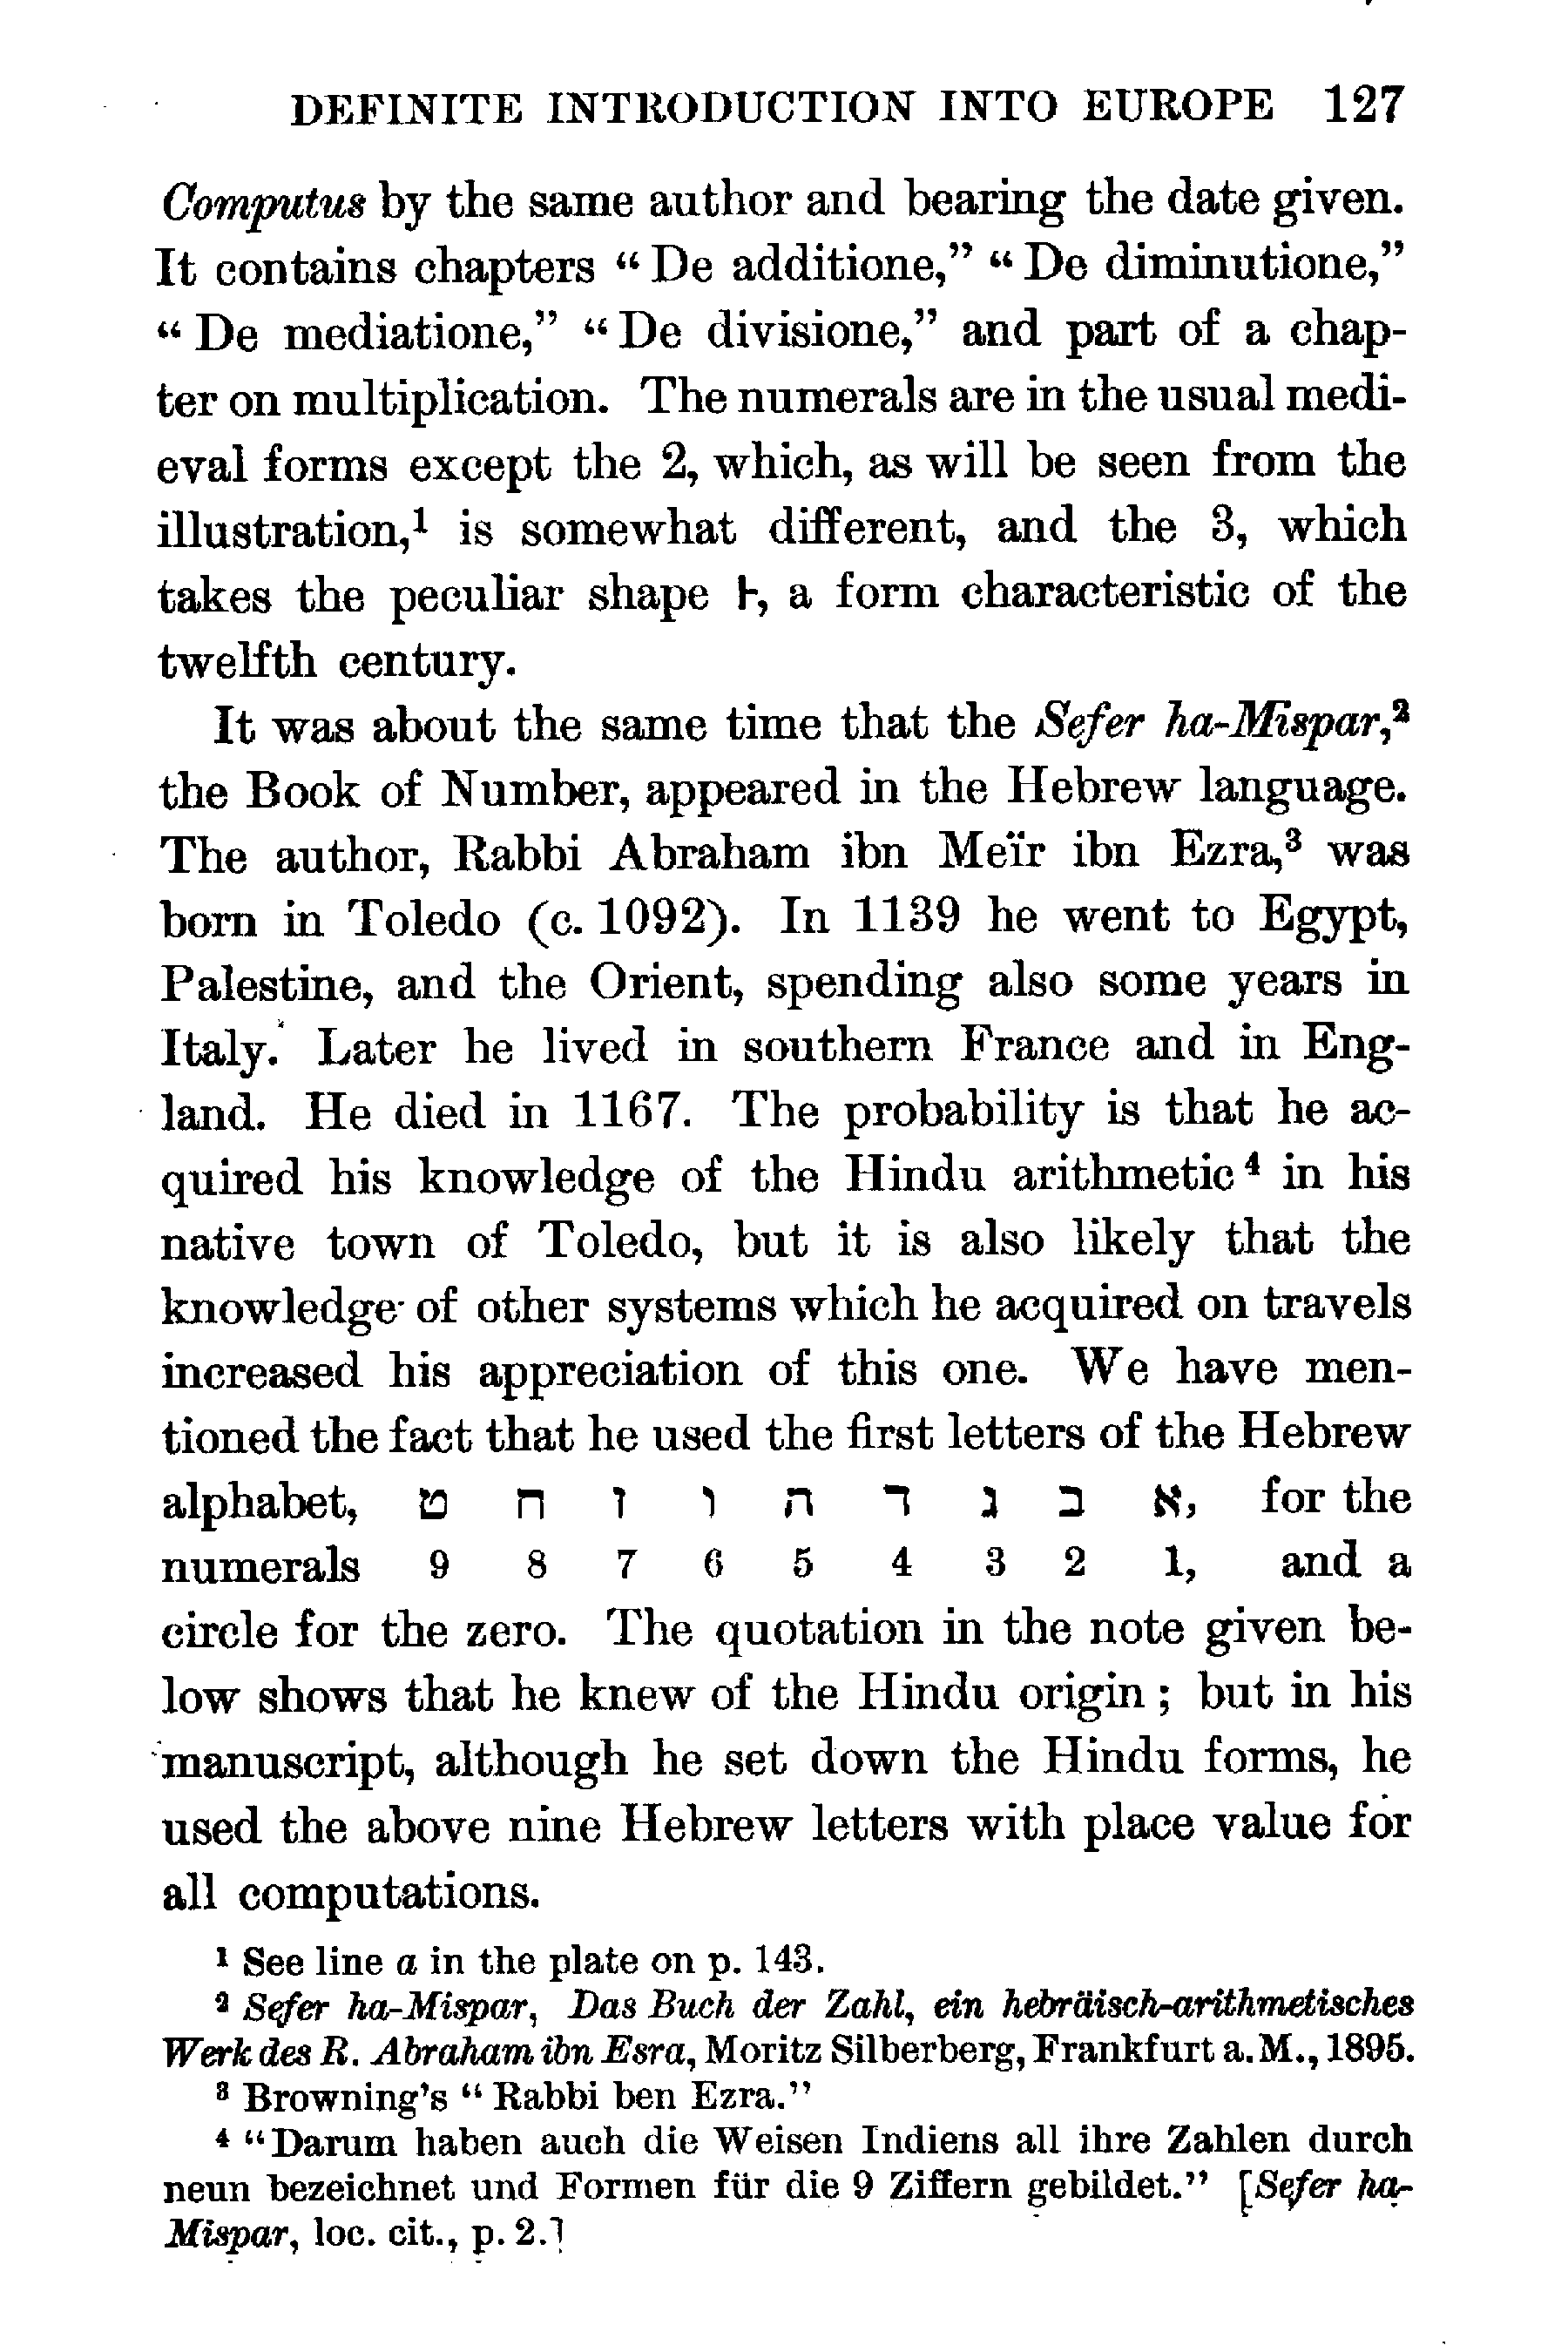 DEFINITE INTRODUCTION INTO EUROPE 127
Computus by the same author and bearing the date given.
It contains chapters “De additione,” “De diminutione,”
“De mediatione,” “De divisione,” and part of a chap-
ter on multiplication. The numerals are in the usual medi-
eval forms except the 2, which, as will be seen from the
illustration,¹ is somewhat different, and the 3, which
takes the peculiar shape Ⱶ, a form characteristic of the
twelfth century.
It was about the same time that the Sefer ha-Mispar,²
the Book of Number, appeared in the Hebrew language.
The author, Rabbi Abraham ibn Meïr ibn Ezra,³ was
born in Toledo (c. 1092). In 1139 he went to Egypt,
Palestine, and the Orient, spending also some years in
Italy. Later he lived in southern France and in Eng-
land. He died in 1167. The probability is that he ac-
quired his knowledge of the Hindu arithmetic⁴ in his
native town of Toledo, but it is also likely that the
knowledge of other systems which he acquired on travels
increased his appreciation of this one. We have men-
tioned the fact that he used the first letters of the Hebrew
alphabet, ‎ט‎ ‎ח‎ ‎ז‎ ‎ו‎ ‎ה‎ ‎ד‎ ‎ג‎ ‎ב‎ ‎א‎, for the
numerals 9 8 7 6 5 4 3 2 1, and a
circle for the zero. The quotation in the note given be-
low shows that he knew of the Hindu origin; but in his
manuscript, although he set down the Hindu forms, he
used the above nine Hebrew letters with place value for
all computations.
¹ See line a in the plate on p. 143.
² Sefer ha-Mispar, Das Buch der Zahl, ein hebräisch-arithmetisches
Werk des R. Abraham ibn Esra, Moritz Silberberg, Frankfurt a.M., 1895.
³ Browning's “Rabbi ben Ezra.”
⁴ “Darum haben auch die Weisen Indiens all ihre Zahlen durch
neun bezeichnet und Formen für die 9 Ziffern gebildet.” [Sefer ha-
Mispar, loc. cit., p. 2.]